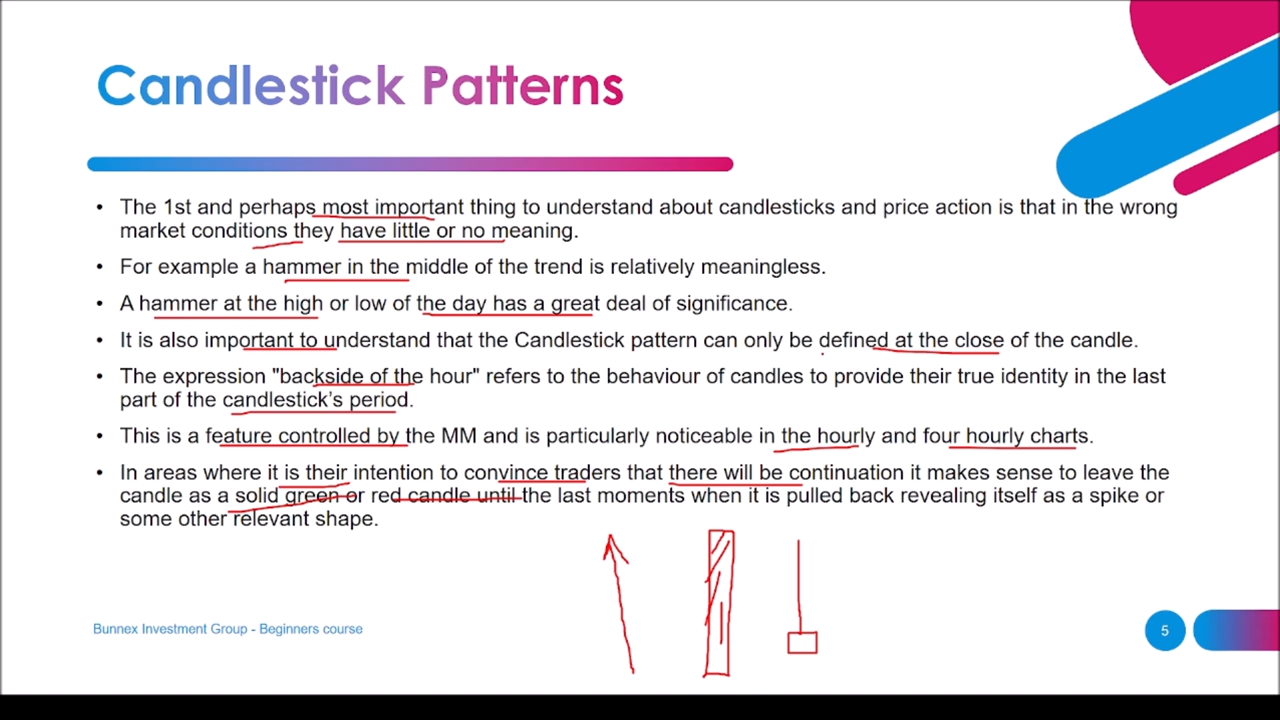 Candlestick Patterns
• The 1st and perhaps most important thing to understand about candlesticks and price action is that in the wrong
market conditions they have little or no meaning.
• For example a hammer in the middle of the trend is relatively meaningless.
• A hammer at the high or low of the day has a great deal of significance.
• It is also important to understand that the Candlestick pattern can only be defined at the close of the candle.
• The expression "backside of the hour" refers to the behaviour of candles to provide their true identity in the last
part of the candlestick's period.
• This is a feature controlled by the MM and is particularly noticeable in the hourly and four hourly charts.
• In areas where it is their intention to convince traders that there will be continuation it makes sense to leave the
candle as a solid green or red candle until the last moments when it is pulled back revealing itself as a spike or
some other relevant shape.
Bunnex Investment Group - Beginners course
5